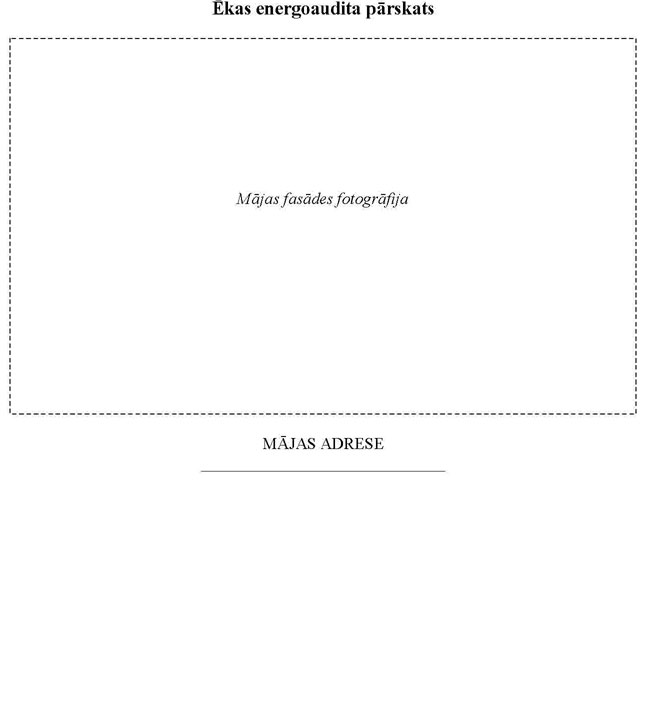 Ēkas energoaudita pārskats
Mājas fasādes fotogrāfija
MĀJAS ADRESE